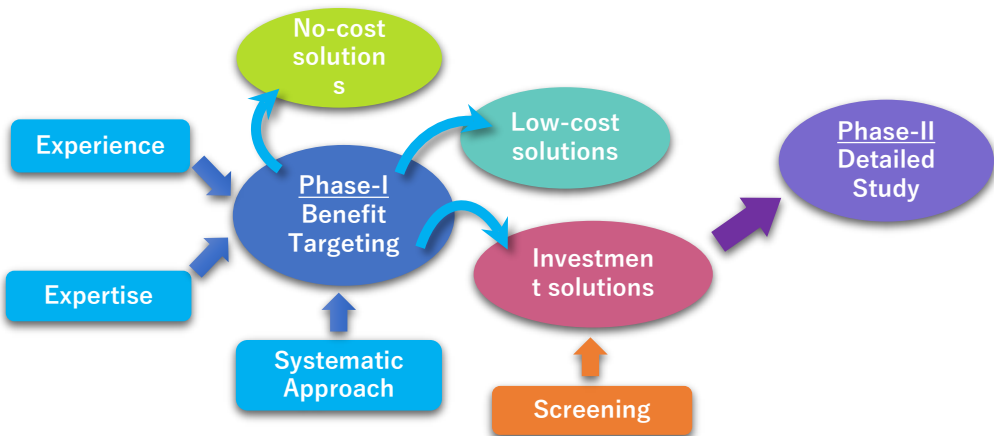 No-cost
solution
s
Low-cost
solutions
Phase-II
Detailed
Study
Experience
Phase-I
Benefit
Targeting
Investmen
t solutions
Expertise
Systematic
Approach
Screening